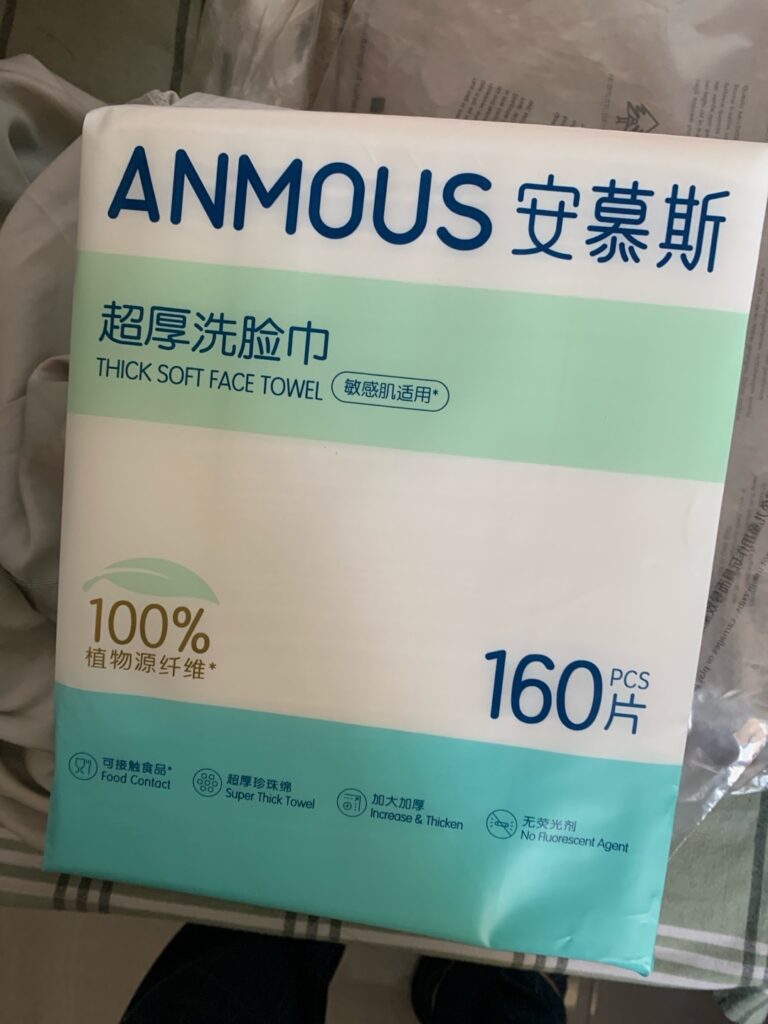 ANMOUS 安慕斯
超厚洗脸巾
THICK SOFT FACE TOWEL 敏感肌适用*
100%
植物源纤维*
160 PCS 片
可接触食品*
Food Contact
超厚珍珠绵
Super Thick Towel
加大加厚
Increase & Thicken
无荧光剂
No Fluorescent Agent